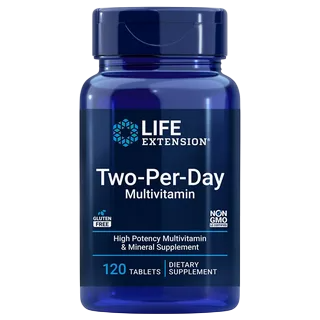 LIFE
EXTENSION®
Two-Per-Day
Multivitamin
GLUTEN
FREE
NON
GMO
High Potency Multivitamin
& Mineral Supplement
120 TABLETS
DIETARY
SUPPLEMENT